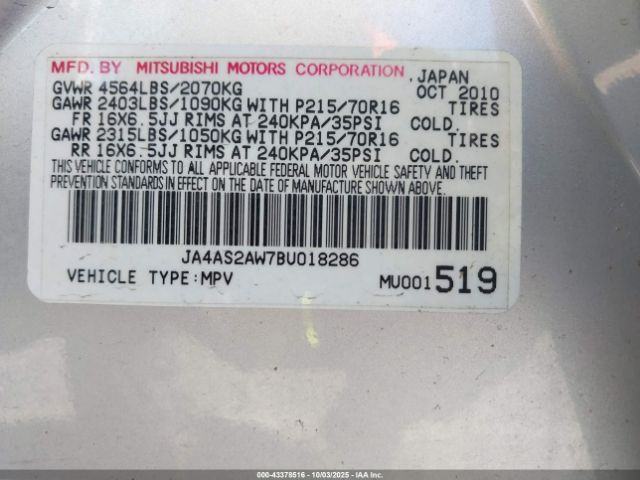 MFD. BY MITSUBISHI MOTORS CORPORATION. JAPAN
GVWR 4564LBS/2070KG OCT 2010
GAWR 2403LBS/1090KG WITH P215/70R16 TIRES
FR 16X6.5JJ RIMS AT 240KPA/35PSI COLD.
GAWR 2315LBS/1050KG WITH P215/70R16 TIRES
RR 16X6.5JJ RIMS AT 240KPA/35PSI COLD.
THIS VEHICLE CONFORMS TO ALL APPLICABLE FEDERAL MOTOR VEHICLE SAFETY AND THEFT
PREVENTION STANDARDS IN EFFECT ON THE DATE OF MANUFACTURE SHOWN ABOVE.
JA4AS2AW7BU018286
VEHICLE TYPE:MPV MU001519
000-43378516 - 10/03/2025 - IAAI.COM